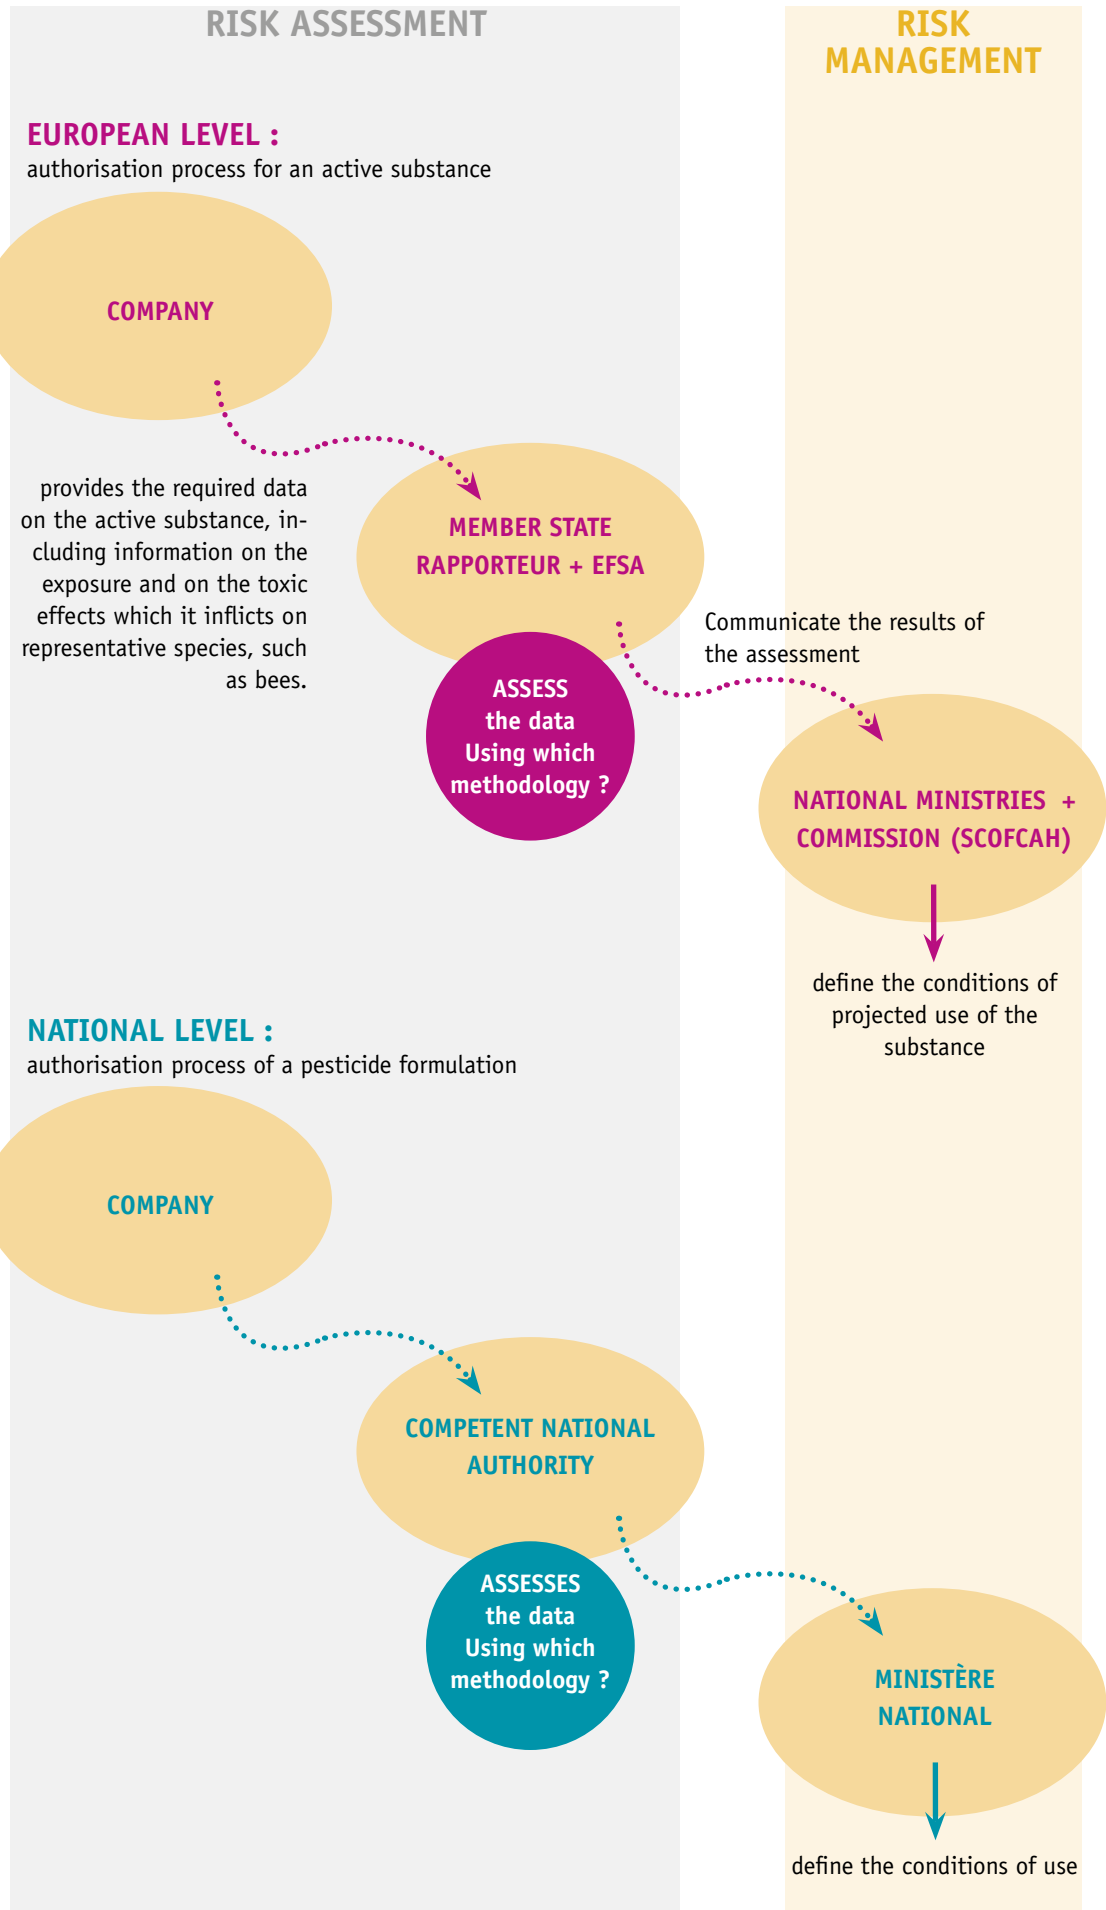 RISK ASSESSMENT
RISK
MANAGEMENT
EUROPEAN LEVEL :
authorisation process for an active substance
COMPANY
provides the required data
on the active substance, in-
cluding information on the
exposure and on the toxic
effects which it inflicts on
representative species, such
as bees.
MEMBER STATE
RAPPORTEUR + EFSA
ASSESS
the data
Using which
methodology ?
Communicate the results of
the assessment
NATIONAL MINISTRIES +
COMMISSION (SCOFCAH)
define the conditions of
projected use of the
substance
NATIONAL LEVEL :
authorisation process of a pesticide formulation
COMPANY
COMPETENT NATIONAL
AUTHORITY
ASSESSES
the data
Using which
methodology ?
MINISTÈRE
NATIONAL
define the conditions of use